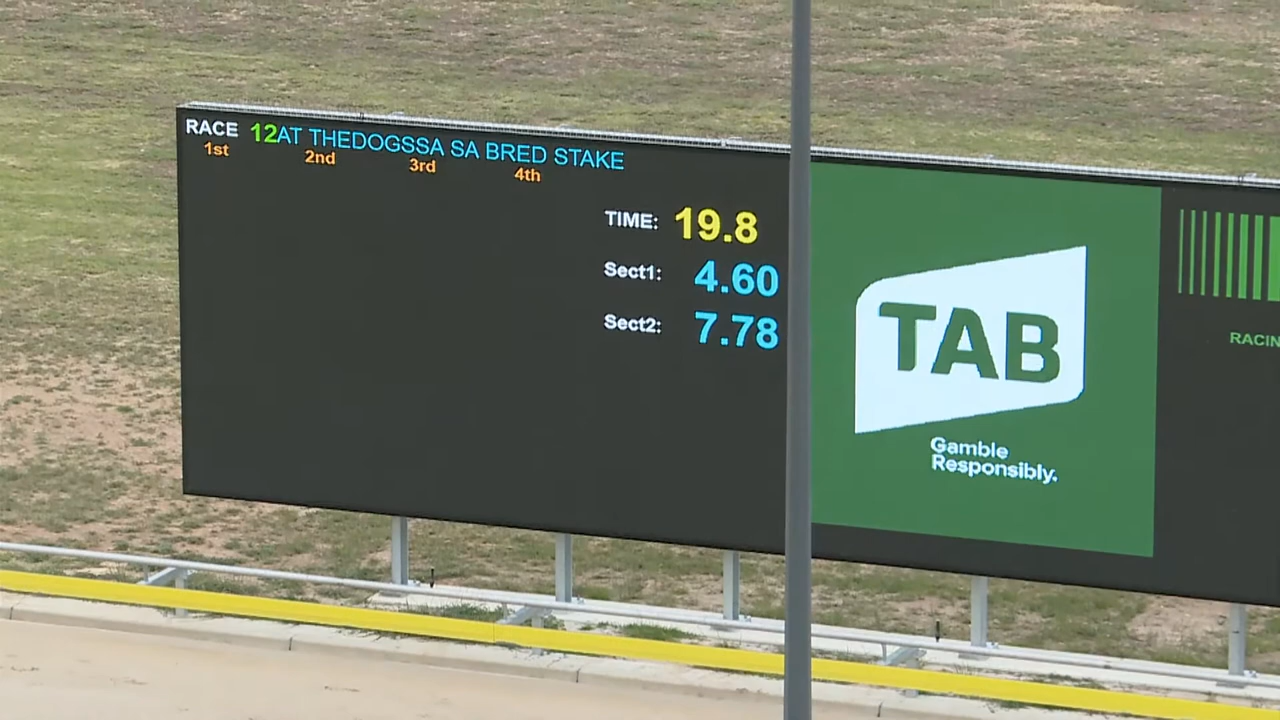 RACE 12AT THEDOGSSA SA BRED STAKE
1st 2nd 3rd 4th
TIME: 19.8
Sect1: 4.60
Sect2: 7.78
TAB
Gamble
Responsibly.
RACIN